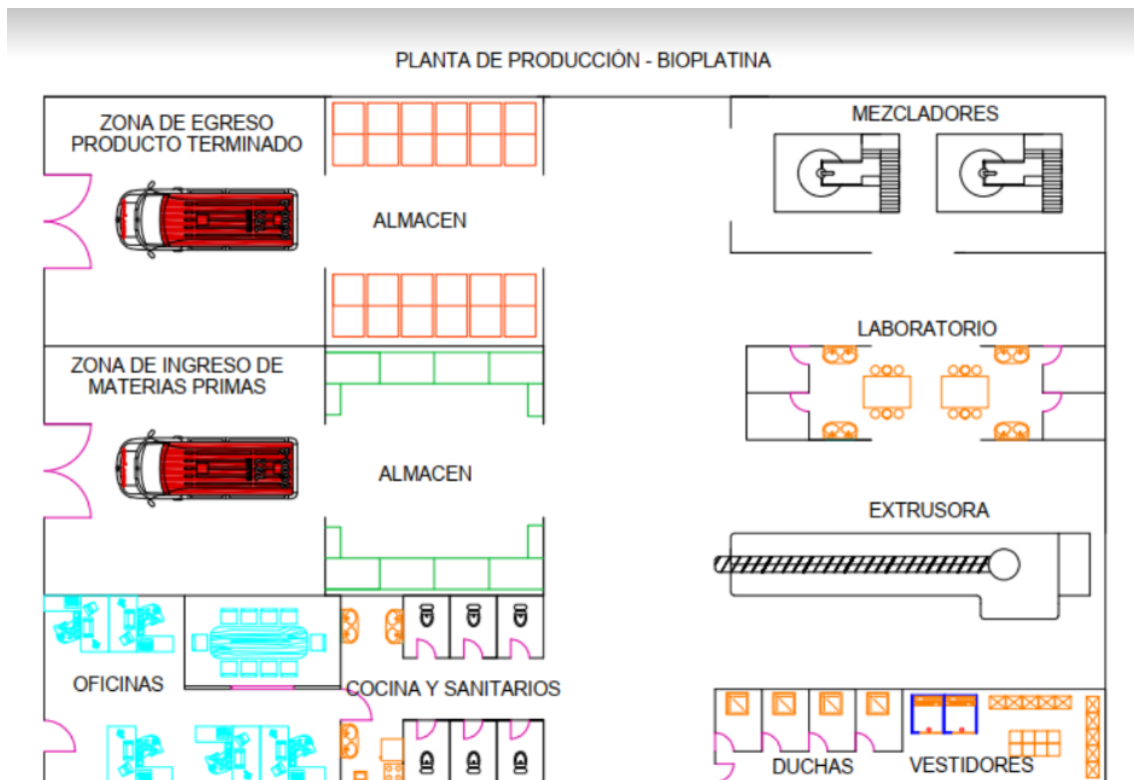 PLANTA DE PRODUCCIÓN - BIOPLATINA
ZONA DE EGRESO
PRODUCTO TERMINADO
MEZCLADORES
ALMACEN
LABORATORIO
ZONA DE INGRESO DE
MATERIAS PRIMAS
ALMACEN
EXTRUSORA
OFICINAS
COCINA Y SANITARIOS
DUCHAS
VESTIDORES